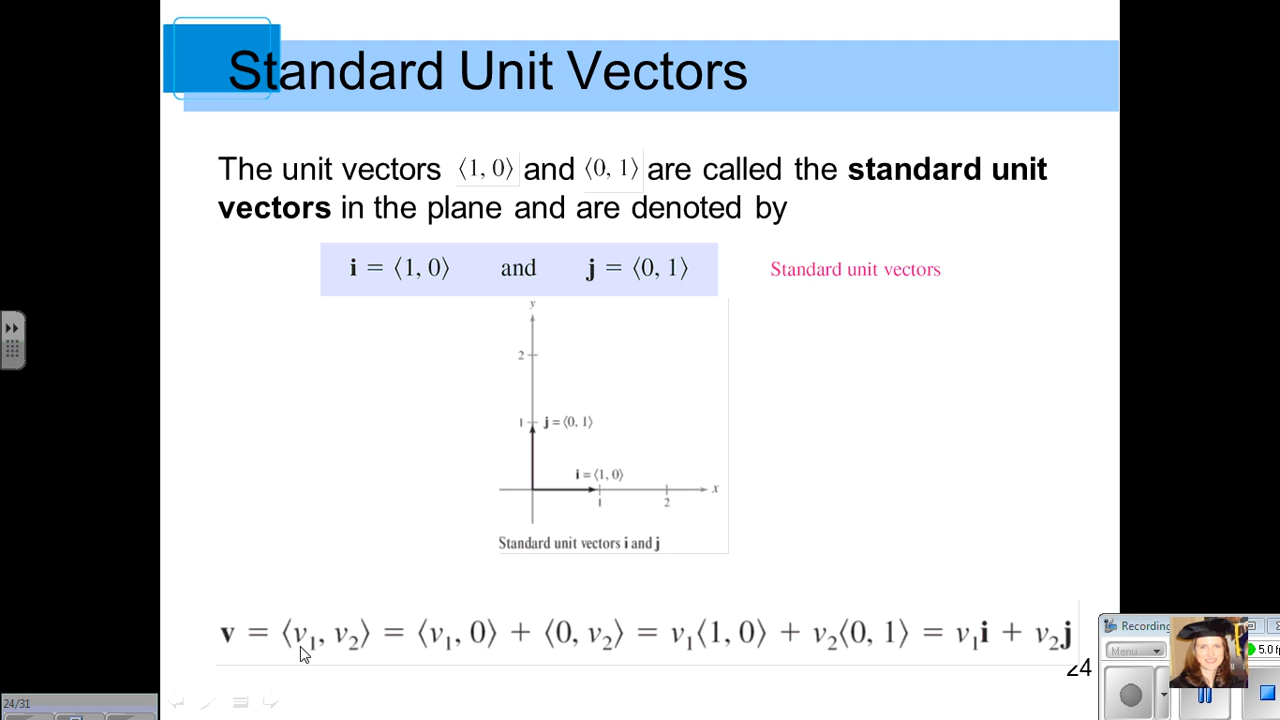 Standard Unit Vectors
The unit vectors ⟨1, 0⟩ and ⟨0, 1⟩ are called the standard unit
vectors in the plane and are denoted by
i = ⟨1, 0⟩ and j = ⟨0, 1⟩ Standard unit vectors
y
2
1 j = ⟨0, 1⟩
i = ⟨1, 0⟩
x
1 2
Standard unit vectors i and j
v = ⟨v₁, v₂⟩ = ⟨v₁, 0⟩ + ⟨0, v₂⟩ = v₁⟨1, 0⟩ + v₂⟨0, 1⟩ = v₁i + v₂j
24
Recording
Menu
5.0
24/31